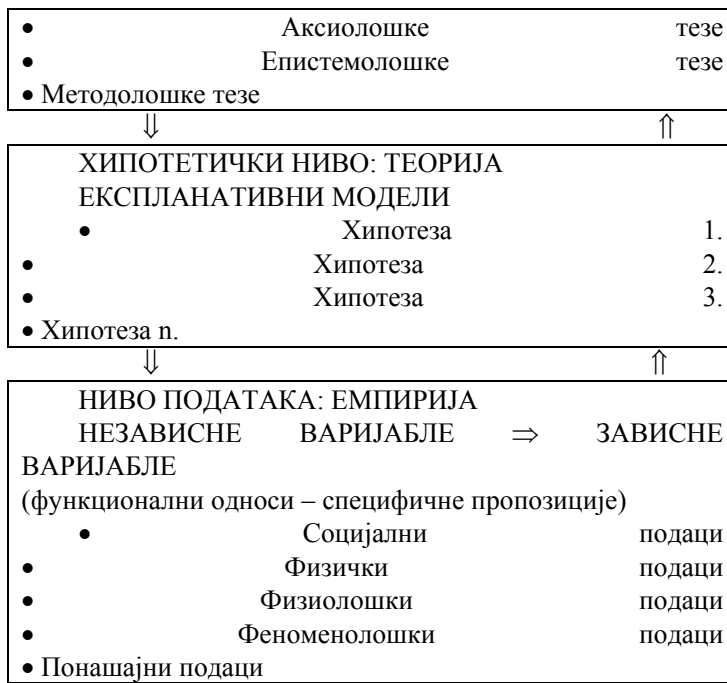 • Аксиолошке тезе
• Епистемолошке тезе
• Методолошке тезе
⇓ ⇑
ХИПОТЕТИЧКИ НИВО: ТЕОРИЈА
ЕКСПЛАНАТИВНИ МОДЕЛИ
• Хипотеза 1.
• Хипотеза 2.
• Хипотеза 3.
• Хипотеза n.
⇓ ⇑
НИВО ПОДАТАКА: ЕМПИРИЈА
НЕЗАВИСНЕ ВАРИЈАБЛЕ ⇒ ЗАВИСНЕ
ВАРИЈАБЛЕ
(функционални односи – специфичне пропозиције)
• Социјални подаци
• Физички подаци
• Физиолошки подаци
• Феноменолошки подаци
• Понашајни подаци